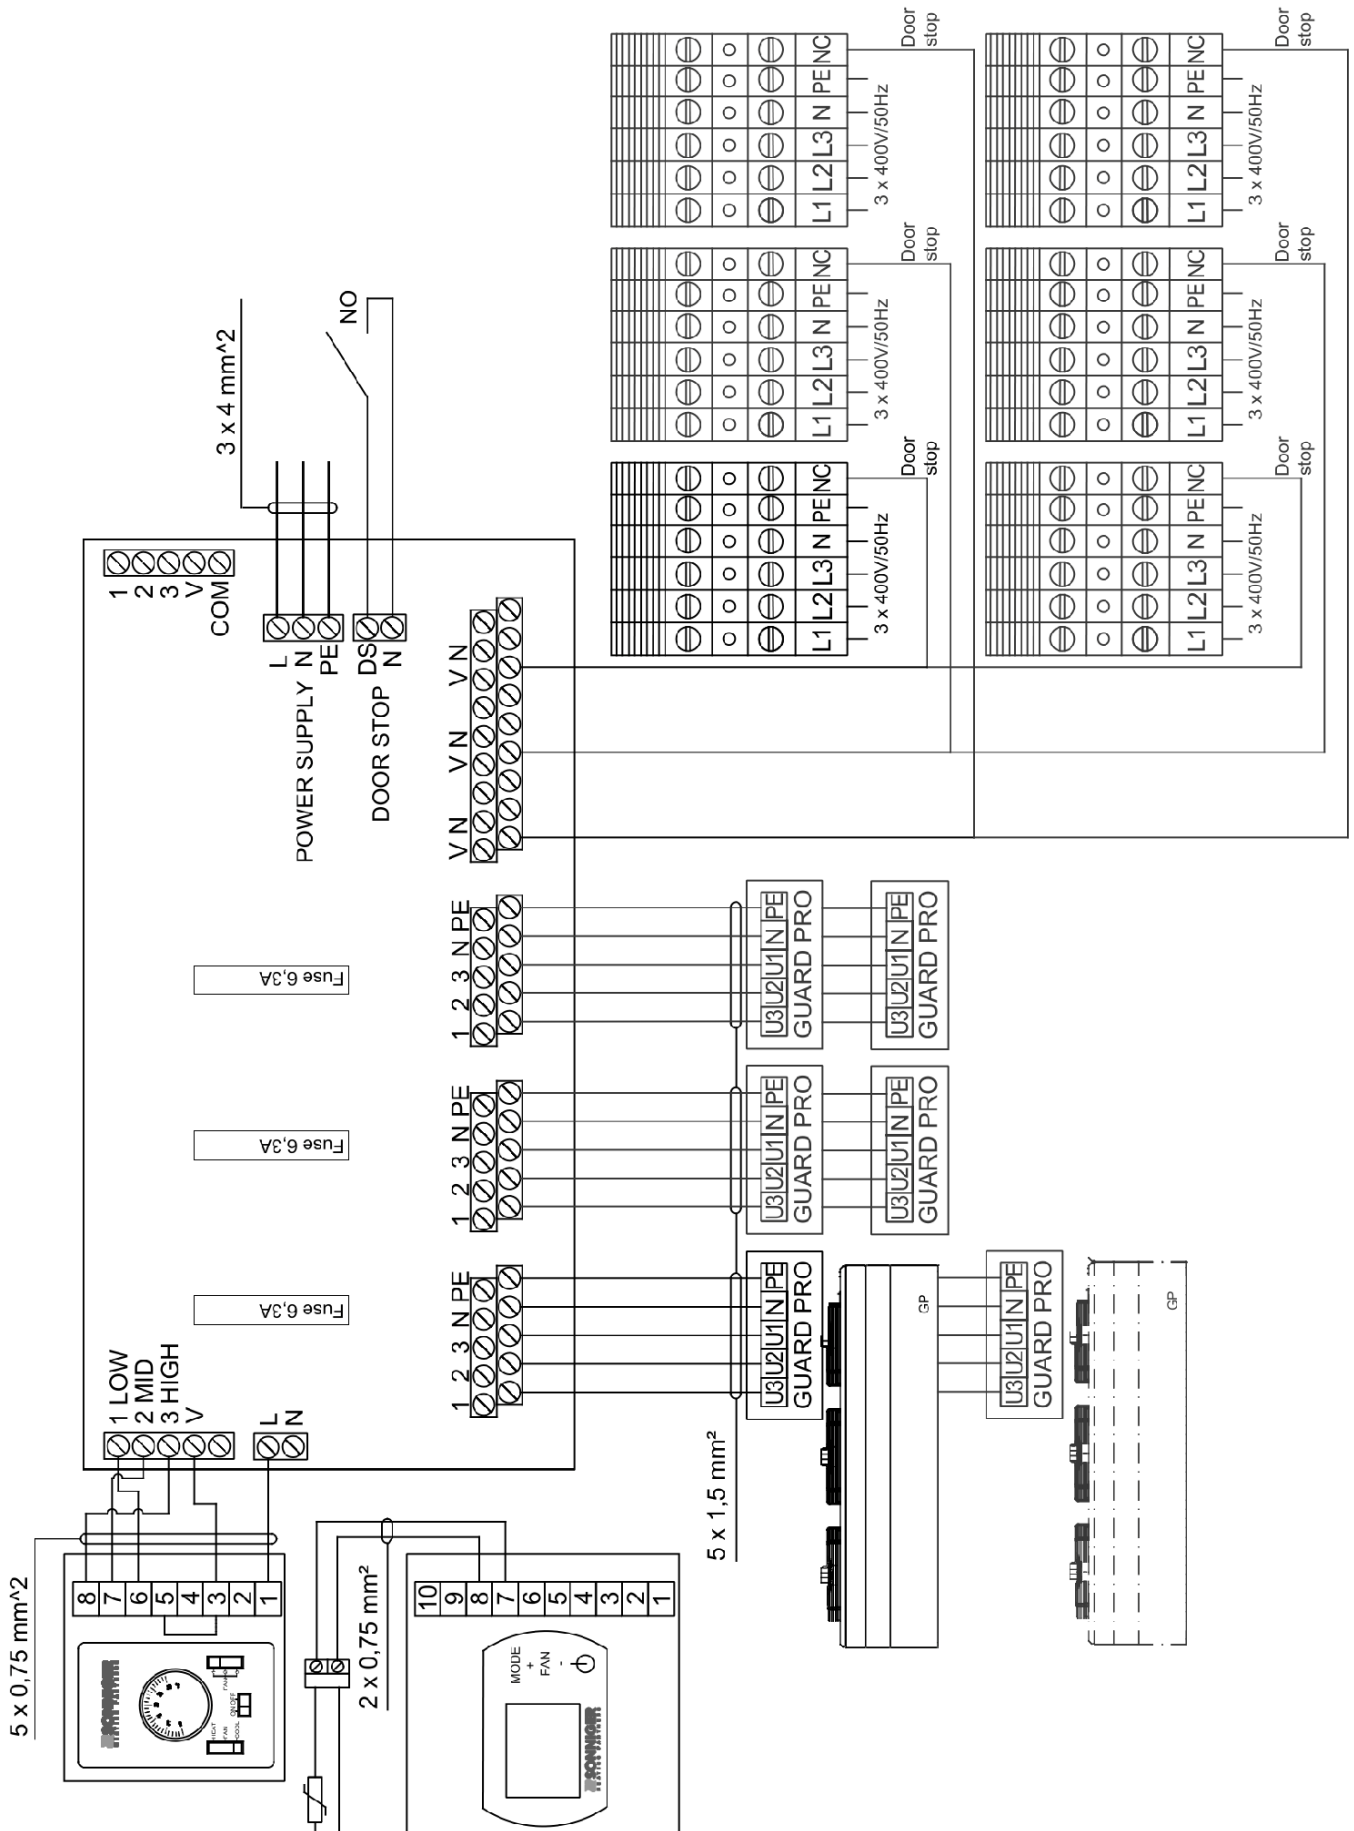 Door stop
NC
PE
N
L3
L2
L1
3 x 400V/50Hz
Door stop
NC
PE
N
L3
L2
L1
3 x 400V/50Hz
Door stop
NC
PE
N
L3
L2
L1
3 x 400V/50Hz
Door stop
NC
PE
N
L3
L2
L1
3 x 400V/50Hz
Door stop
NC
PE
N
L3
L2
L1
3 x 400V/50Hz
Door stop
NC
PE
N
L3
L2
L1
3 x 400V/50Hz
NO
3 x 4 mm^2
1
2
3
V
COM
L
N
PE
POWER SUPPLY
DS
N
DOOR STOP
V N
V N
V N
Fuse 6,3A
Fuse 6,3A
Fuse 6,3A
1 2 3 N PE
1 2 3 N PE
1 2 3 N PE
U3 U2 U1 N PE
GUARD PRO
U3 U2 U1 N PE
GUARD PRO
U3 U2 U1 N PE
GUARD PRO
U3 U2 U1 N PE
GUARD PRO
U3 U2 U1 N PE
GUARD PRO
U3 U2 U1 N PE
GUARD PRO
GP
GP
1 LOW
2 MID
3 HIGH
V
L
N
5 x 1,5 mm²
5 x 0,75 mm^2
2 x 0,75 mm²
8
7
6
5
4
3
2
1
SONNIGER
HEAT
FAN
COOL
ON OFF
10
9
8
7
6
5
4
3
2
1
MODE
+
FAN
-
SONNIGER